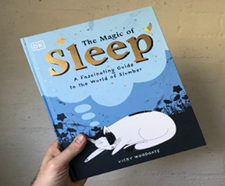 DK
The Magic of
Sleep
A Fascinating Guide
to the World of Slumber
VICKY WOODGATE